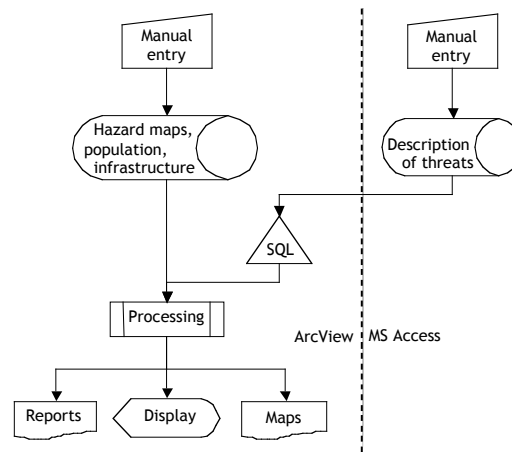 Manual
entry
Manual
entry
Hazard maps,
population,
infrastructure
Description
of threats
SQL
Processing
ArcView
MS Access
Reports
Display
Maps